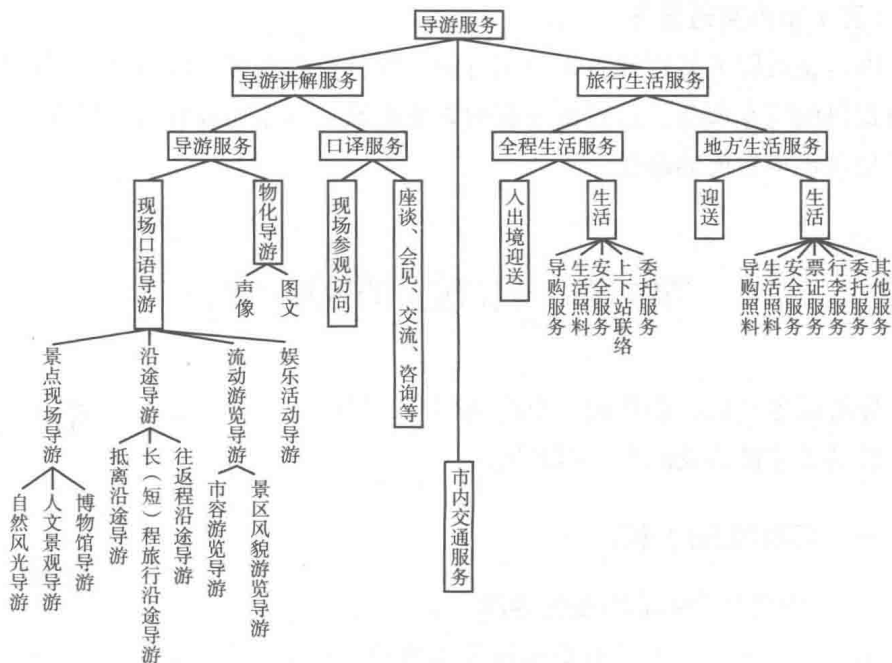 导游服务
导游讲解服务
旅行生活服务
导游服务
口译服务
全程生活服务
地方生活服务
现场口语导游
物化导游
现场参观访问
座谈、会见、交流、咨询等
入出境迎送
生活
迎送
生活
声像
图文
导购服务
生活照料
安全服务
上下站联络
委托服务
导购照料
生活照料
安全服务
票证服务
行李服务
委托服务
其他服务
景点现场导游
沿途导游
流动游览导游
娱乐活动导游
自然风光导游
人文景观导游
博物馆导游
抵离沿途导游
长（短）程旅行沿途导游
往返程沿途导游
市容游览导游
景区风貌游览导游
市内交通服务